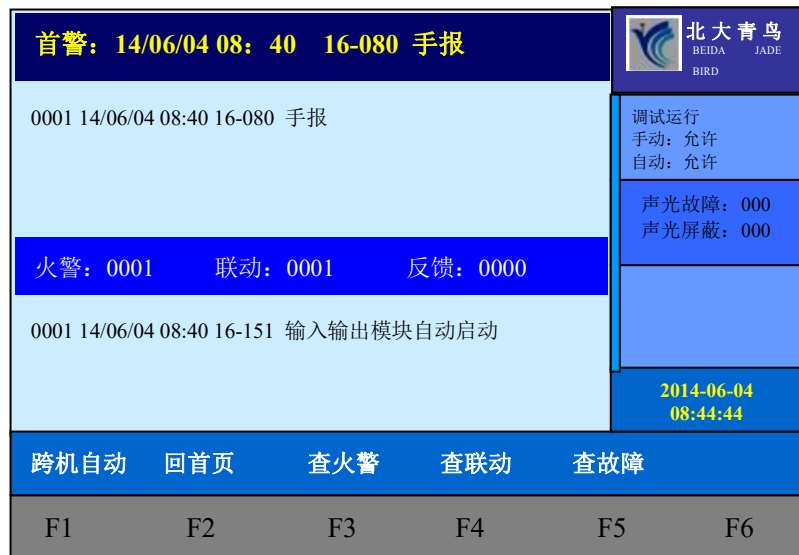 首警：14/06/04 08：40 16-080 手报
北大青鸟
BEIDA JADE
BIRD
0001 14/06/04 08:40 16-080 手报
调试运行
手动：允许
自动：允许
声光故障：000
声光屏蔽：000
火警：0001 联动：0001 反馈：0000
0001 14/06/04 08:40 16-151 输入输出模块自动启动
2014-06-04
08:44:44
跨机自动 回首页 查火警 查联动 查故障
F1 F2 F3 F4 F5 F6